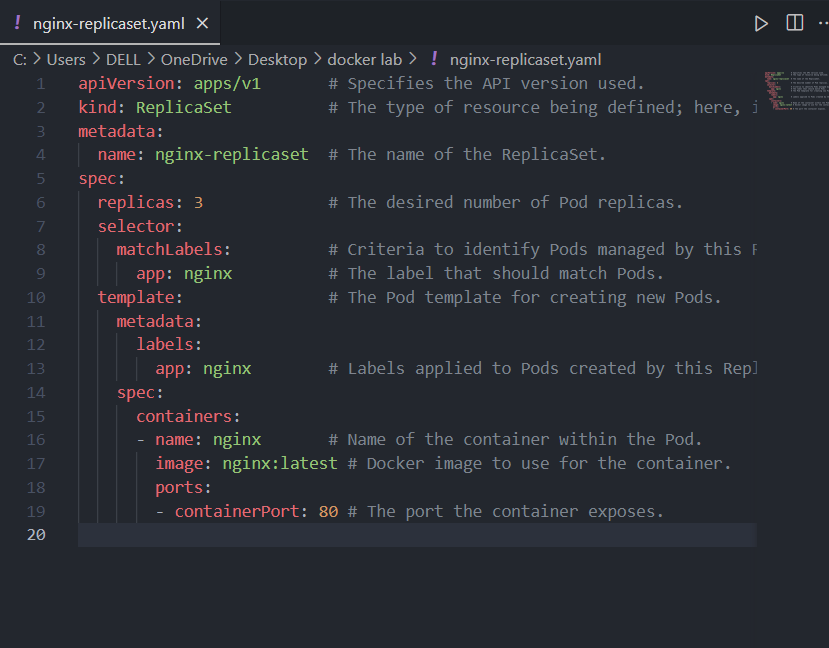 ! nginx-replicaset.yaml ×
C: > Users > DELL > OneDrive > Desktop > docker lab > ! nginx-replicaset.yaml
1 apiVersion: apps/v1 # Specifies the API version used.
2 kind: ReplicaSet # The type of resource being defined; here, i
3 metadata:
4 name: nginx-replicaset # The name of the ReplicaSet.
5 spec:
6 replicas: 3 # The desired number of Pod replicas.
7 selector:
8 matchLabels: # Criteria to identify Pods managed by this R
9 app: nginx # The label that should match Pods.
10 template: # The Pod template for creating new Pods.
11 metadata:
12 labels:
13 app: nginx # Labels applied to Pods created by this Repl
14 spec:
15 containers:
16 - name: nginx # Name of the container within the Pod.
17 image: nginx:latest # Docker image to use for the container.
18 ports:
19 - containerPort: 80 # The port the container exposes.
20